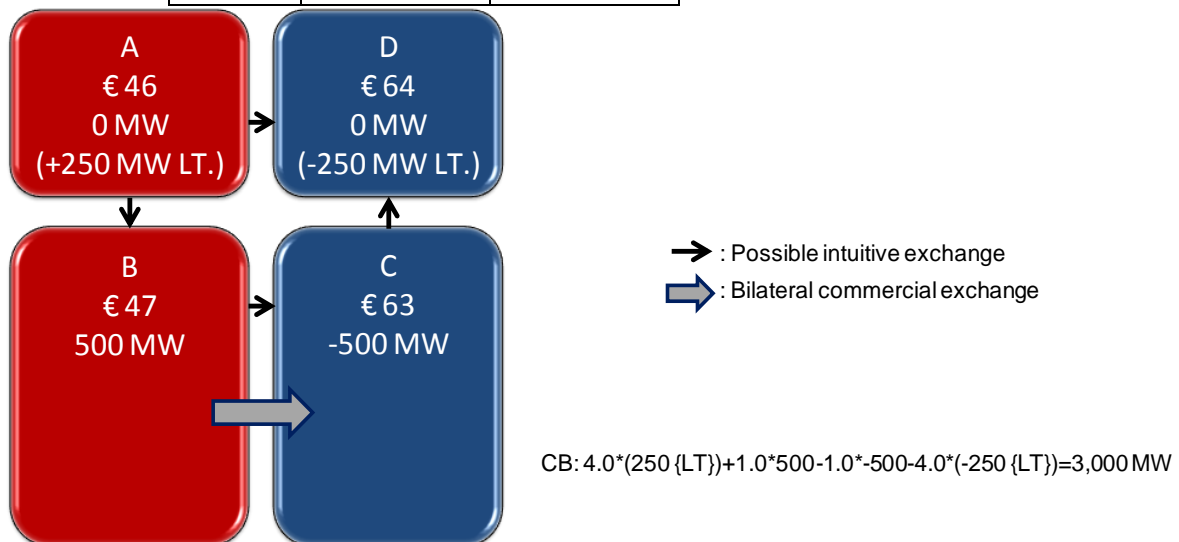 A
€ 46
0 MW
(+250 MW LT.)
D
€ 64
0 MW
(-250 MW LT.)
B
€ 47
500 MW
C
€ 63
-500 MW
: Possible intuitive exchange
: Bilateral commercial exchange
CB: 4.0*(250 {LT})+1.0*500-1.0*-500-4.0*(-250 {LT})=3,000 MW